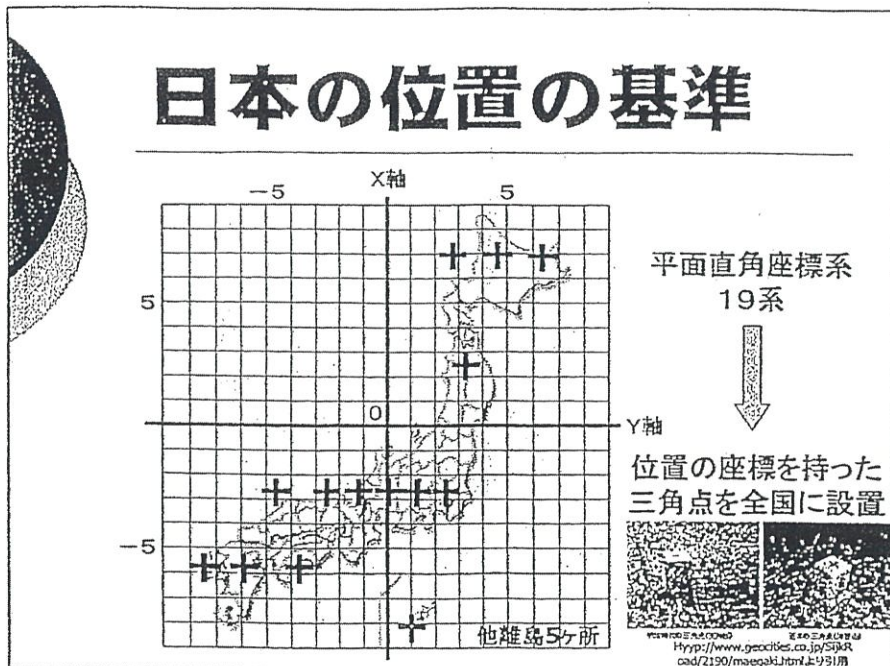 日本の位置の基準
X軸
-5
5
5
0
Y軸
-5
他離島5ヶ所
平面直角座標系
19系
位置の座標を持った
三角点を全国に設置
Hyyp://www.geocities.co.jp/SijkR
cad/2190/maegaki.htmlより引用